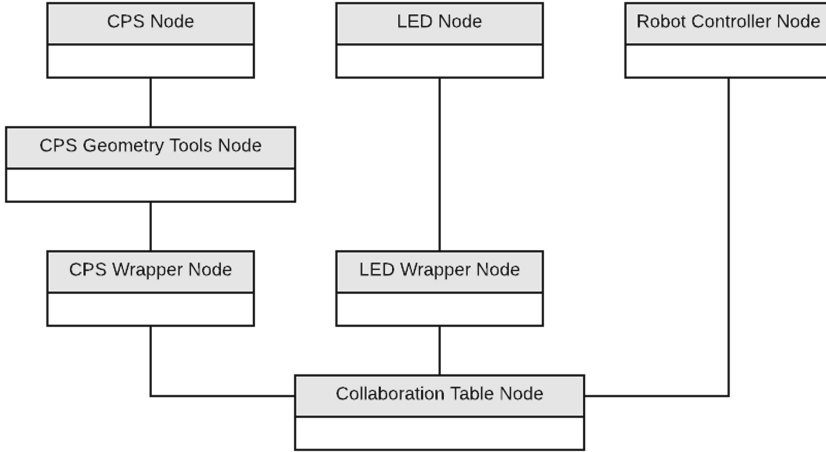 CPS Node
LED Node
Robot Controller Node
CPS Geometry Tools Node
CPS Wrapper Node
LED Wrapper Node
Collaboration Table Node